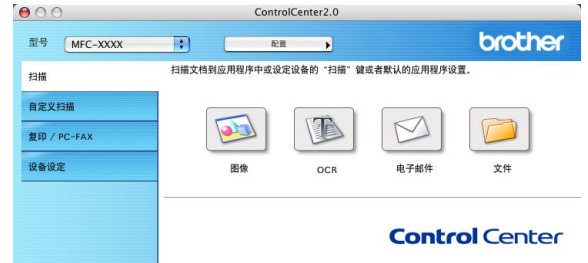 ControlCenter2.0
型号 MFC-XXXX 配置 brother
扫描文档到应用程序中或设定设备的“扫描”键或者默认的应用程序设置。
扫描
自定义扫描
复印 / PC-FAX
设备设定
图像 OCR 电子邮件 文件
Control Center